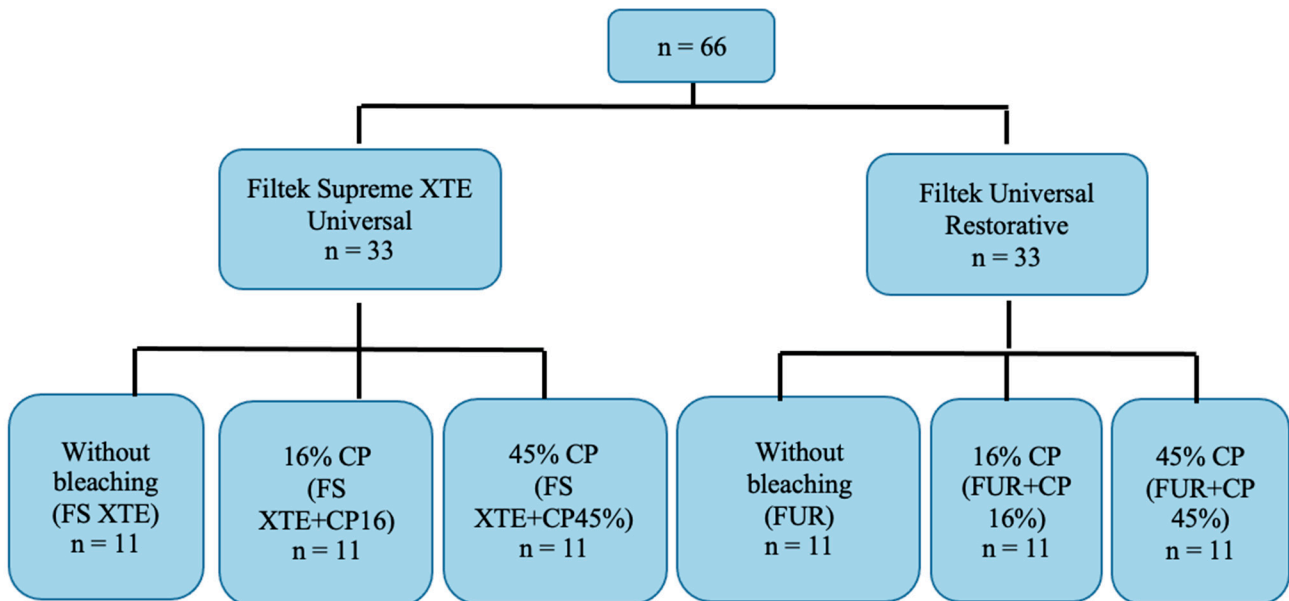 n = 66
Filtek Supreme XTE
Universal
n = 33
Filtek Universal
Restorative
n = 33
Without
bleaching
(FS XTE)
n = 11
16% CP
(FS
XTE+CP16)
n = 11
45% CP
(FS
XTE+CP45%)
n = 11
Without
bleaching
(FUR)
n = 11
16% CP
(FUR+CP
16%)
n = 11
45% CP
(FUR+CP
45%)
n = 11